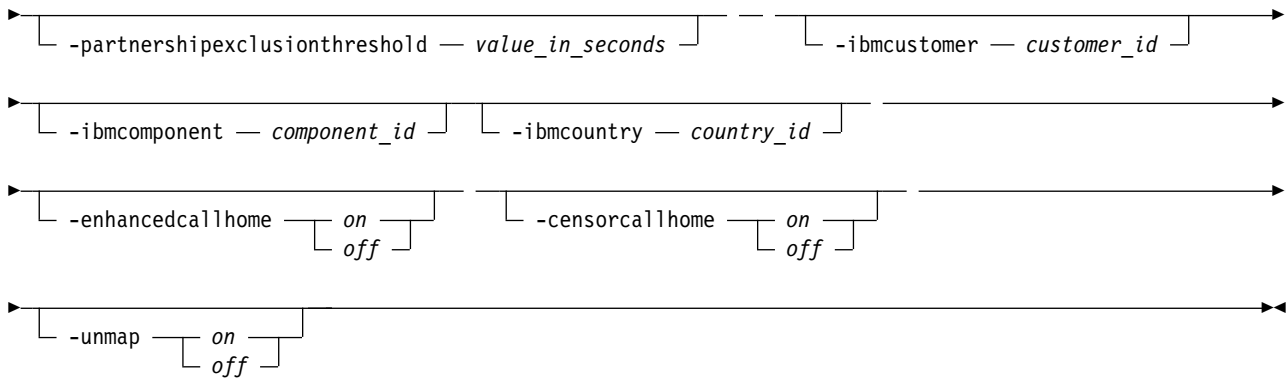 -partnershipexclusionthreshold — value_in_seconds -ibmcustomer — customer_id
-ibmcomponent — component_id -ibmcountry — country_id
-enhancedcallhome on -censorcallhome on
off off
-unmap on
off